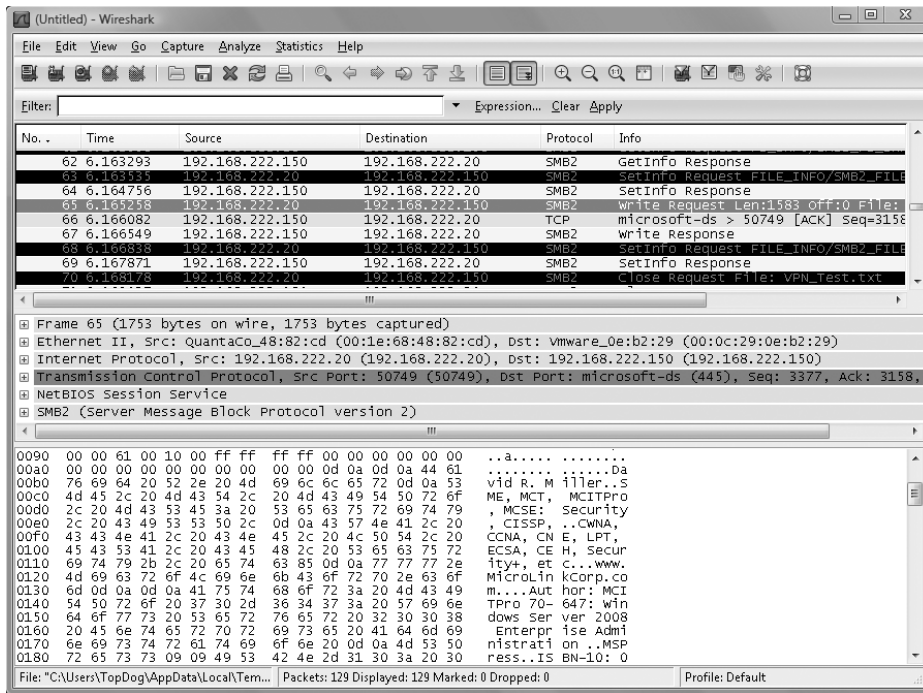 (Untitled) - Wireshark
File Edit View Go Capture Analyze Statistics Help
Filter: Expression... Clear Apply
No. . Time Source Destination Protocol Info
62 6.163293 192.168.222.150 192.168.222.20 SMB2 GetInfo Response
63 6.163535 192.168.222.20 192.168.222.150 SMB2 SetInfo Request FILE_INFO/SMB2_FILE
64 6.164756 192.168.222.150 192.168.222.20 SMB2 SetInfo Response
65 6.165258 192.168.222.20 192.168.222.150 SMB2 Write Request Len:1583 Off:0 File:
66 6.166082 192.168.222.150 192.168.222.20 TCP microsoft-ds > 50749 [ACK] Seq=3158
67 6.166549 192.168.222.150 192.168.222.20 SMB2 Write Response
68 6.166838 192.168.222.20 192.168.222.150 SMB2 SetInfo Request FILE_INFO/SMB2_FILE
69 6.167871 192.168.222.150 192.168.222.20 SMB2 SetInfo Response
70 6.168178 192.168.222.20 192.168.222.150 SMB2 Close Request File: VPN_Test.txt
Frame 65 (1753 bytes on wire, 1753 bytes captured)
Ethernet II, Src: QuantaCo_48:82:cd (00:1e:68:48:82:cd), Dst: Vmware_0e:b2:29 (00:0c:29:0e:b2:29)
Internet Protocol, Src: 192.168.222.20 (192.168.222.20), Dst: 192.168.222.150 (192.168.222.150)
Transmission Control Protocol, Src Port: 50749 (50749), Dst Port: microsoft-ds (445), Seq: 3377, Ack: 3158,
NetBIOS Session Service
SMB2 (Server Message Block Protocol version 2)
0090 00 00 61 00 10 00 ff ff ff ff 00 00 00 00 00 00 ..a..... ........
00a0 00 00 00 00 00 00 00 00 00 0d 0a 0d 0a 44 61 ........ ......Da
00b0 76 69 64 20 52 2e 20 4d 69 6c 6c 65 72 0d 0a 53 vid R. M iller..S
00c0 4d 45 2c 20 4d 43 54 2c 20 4d 43 49 54 50 72 6f ME, MCT, MCITPro
00d0 2c 20 4d 43 53 45 3a 20 53 65 63 75 72 69 74 79 , MCSE: Security
00e0 2c 20 43 49 53 53 50 2c 0d 0a 43 57 4e 41 2c 20 , CISSP, ..CWNA,
00f0 43 43 4e 41 2c 20 43 4e 45 2c 20 4c 50 54 2c 20 CCNA, CN E, LPT,
0100 45 43 53 41 2c 20 43 45 48 2c 20 53 65 63 75 72 ECSA, CE H, Secur
0110 69 74 79 2b 2c 20 65 74 63 85 0d 0a 77 77 77 2e ity+, et c...www.
0120 4d 69 63 72 6f 4c 69 6e 6b 43 6f 72 70 2e 63 6f MicroLin kCorp.co
0130 6d 0d 0a 0d 0a 41 75 74 68 6f 72 3a 20 4d 43 49 m....Aut hor: MCI
0140 54 50 72 6f 20 37 30 2d 36 34 37 3a 20 57 69 6e TPro 70- 647: Win
0150 64 6f 77 73 20 53 65 72 76 65 72 20 32 30 30 38 dows Ser ver 2008
0160 20 45 6e 74 65 72 70 72 69 73 65 20 41 64 6d 69 Enterpr ise Admi
0170 6e 69 73 74 72 61 74 69 6f 6e 20 0d 0a 4d 53 50 nistrati on ..MSP
0180 72 65 73 73 09 09 49 53 42 4e 2d 31 30 3a 20 30 ress..IS BN-10: 0
File: "C:\Users\TopDog\AppData\Local\Tem... Packets: 129 Displayed: 129 Marked: 0 Dropped: 0 Profile: Default